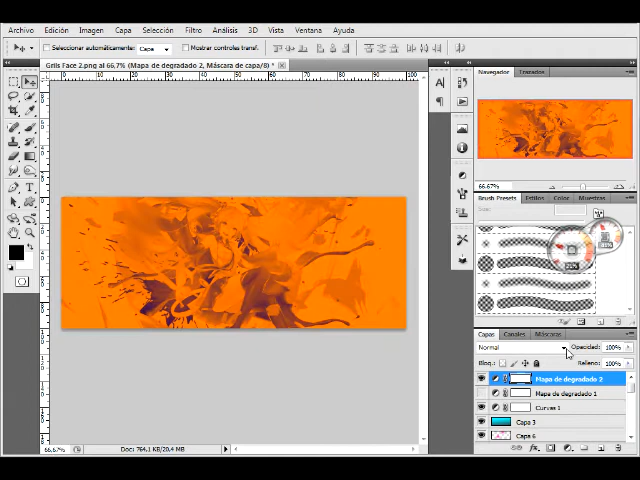 Archivo Edición Imagen Capa Selección Filtro Análisis 3D Vista Ventana Ayuda
Seleccionar automáticamente: Capa Mostrar controles transf.
Grils Face 2.png al 66,7% (Mapa de degradado 2, Máscara de capa/8) *
Navegador Trazados
66.67%
Brush Presets Estilos Color Muestras
Capas Canales Máscaras
Normal Opacidad: 100%
Bloq.: Relleno: 100%
Mapa de degradado 2
Mapa de degradado 1
Curvas 1
Capa 3
Capa 6
66,67% Doc: 764,1 KB/20,4 MB